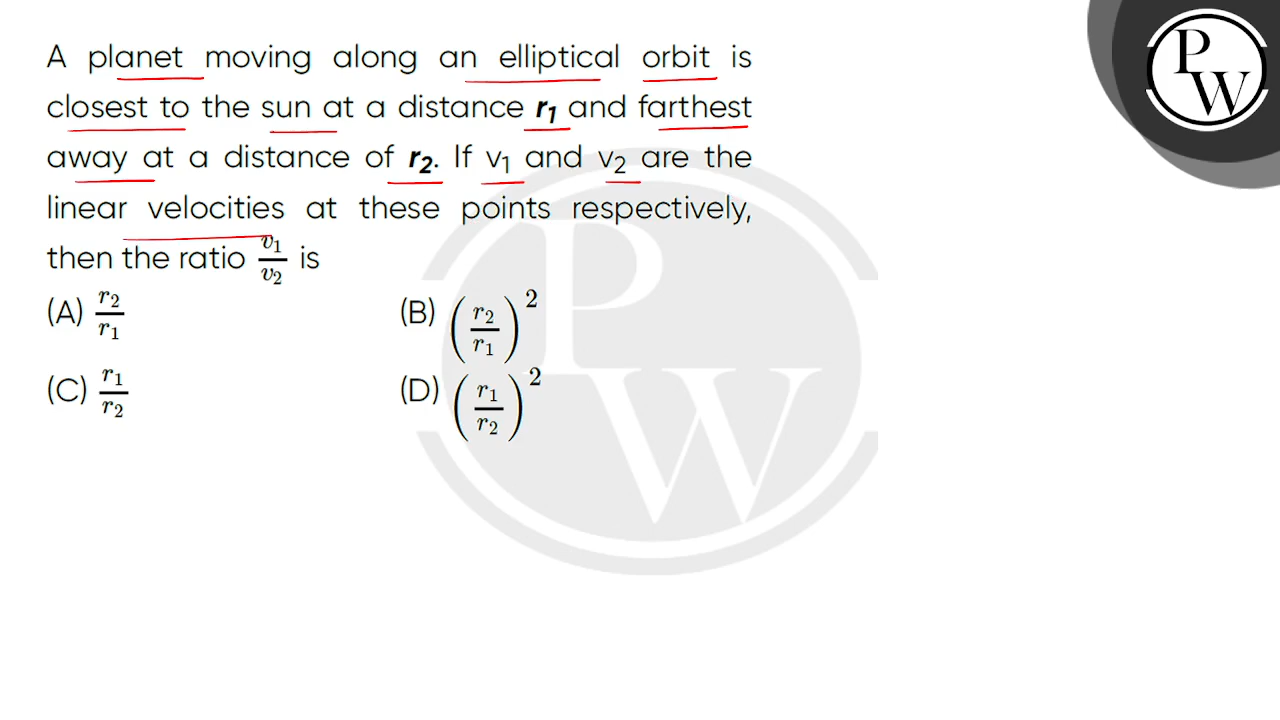 A planet moving along an elliptical orbit is
closest to the sun at a distance r₁ and farthest
away at a distance of r₂. If v₁ and v₂ are the
linear velocities at these points respectively,
then the ratio v₁/v₂ is
(A) r₂/r₁ (B) (r₂/r₁)²
(C) r₁/r₂ (D) (r₁/r₂)²
P
W
P
W